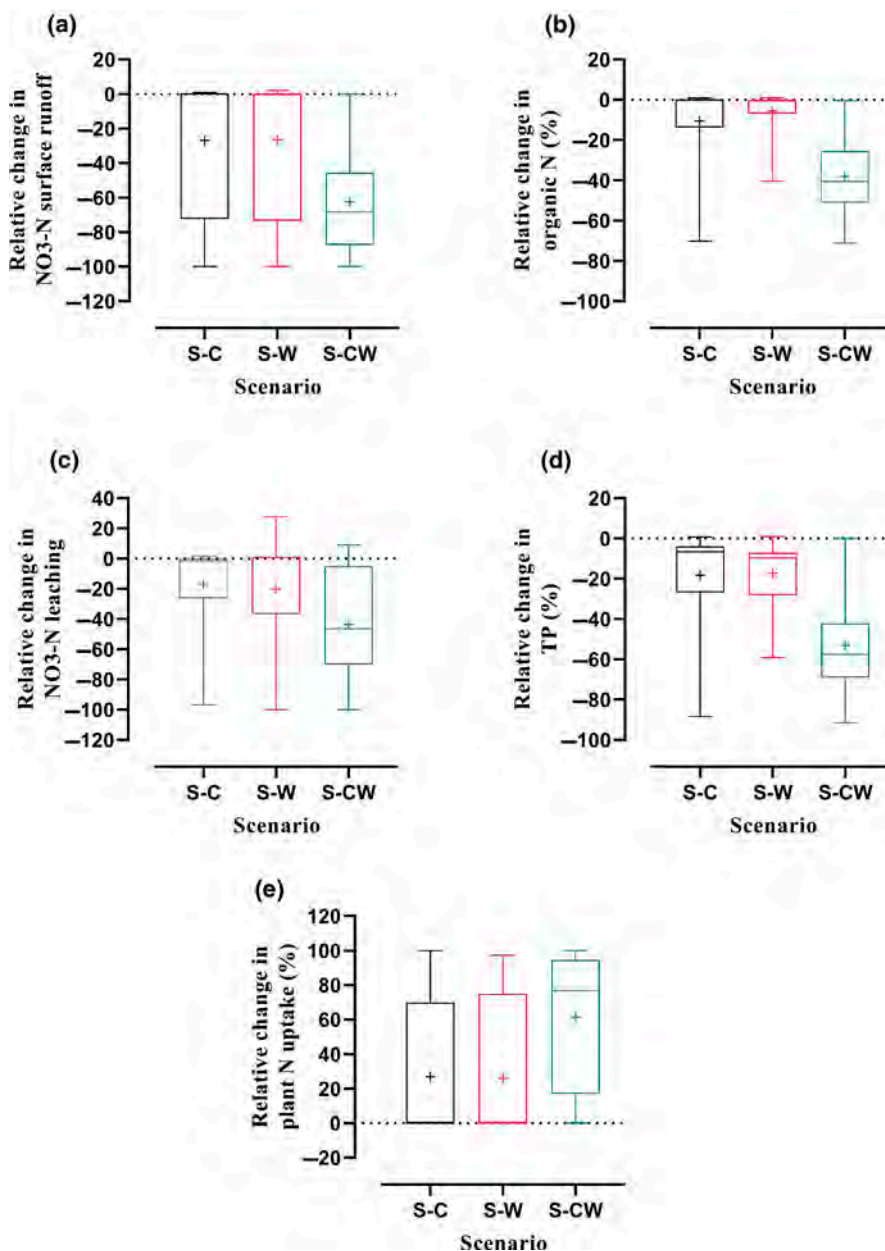 (a)
Relative change in
NO3-N surface runoff
20
0
−20
−40
−60
−80
−100
−120
S-C S-W S-CW
Scenario
(b)
Relative change in
organic N (%)
20
0
−20
−40
−60
−80
−100
S-C S-W S-CW
Scenario
(c)
Relative change in
NO3-N leaching
40
20
0
−20
−40
−60
−80
−100
−120
S-C S-W S-CW
Scenario
(d)
Relative change in
TP (%)
20
0
−20
−40
−60
−80
−100
S-C S-W S-CW
Scenario
(e)
Relative change in
plant N uptake (%)
120
100
80
60
40
20
0
−20
S-C S-W S-CW
Scenario